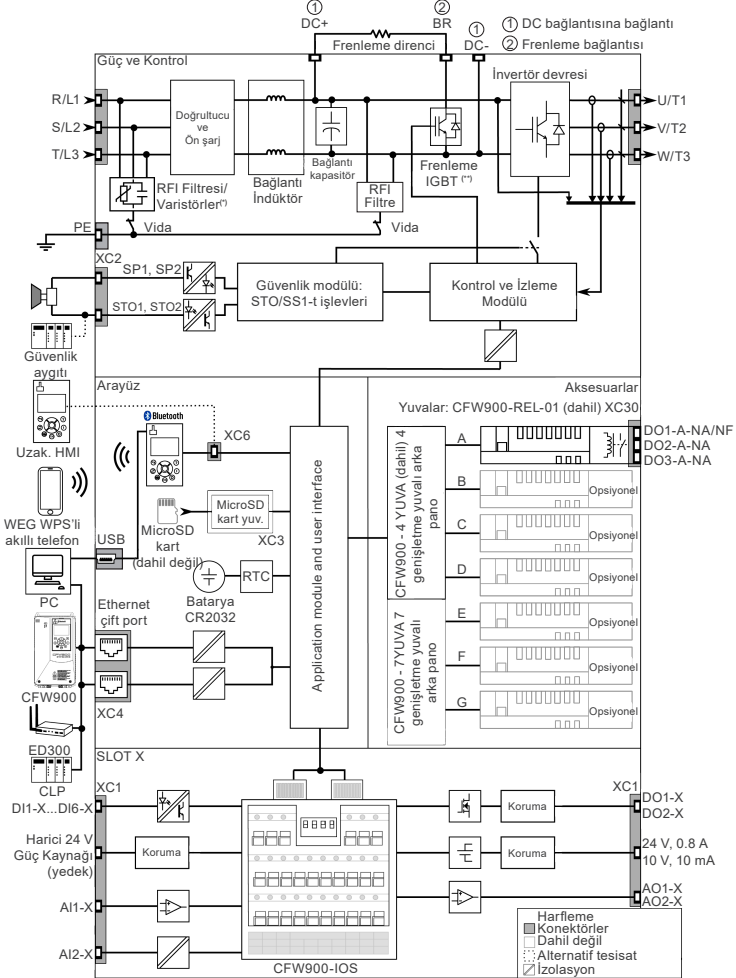 ①
DC+
②
BR
①
DC-
① DC bağlantısına bağlantı
② Frenleme bağlantısı
Frenleme direnci
Güç ve Kontrol
İnvertör devresi
R/L1
S/L2
T/L3
Doğrultucu
ve
Ön şarj
U/T1
V/T2
W/T3
Bağlantı
kapasitör
Bağlantı
İndüktör
Frenleme
IGBT (**)
RFI Filtresi/
Varistörler(*)
RFI
Filtre
Vida
Vida
PE
XC2
SP1, SP2
STO1, STO2
Güvenlik modülü:
STO/SS1-t işlevleri
Kontrol ve İzleme
Modülü
Güvenlik
aygıtı
Arayüz
Aksesuarlar
Yuvalar: CFW900-REL-01 (dahil) XC30
Bluetooth
XC6
Uzak. HMI
DO1-A-NA/NF
DO2-A-NA
DO3-A-NA
A
B
Opsiyonel
C
Opsiyonel
D
Opsiyonel
E
Opsiyonel
F
Opsiyonel
G
Opsiyonel
CFW900 - 4 YUVA (dahil) 4
genişletme yuvalı arka
pano
CFW900 - 7YUVA 7
genişletme yuvalı
arka pano
Application module and user interface
MicroSD
kart yuv.
XC3
MicroSD
kart
(dahil değil)
WEG WPS'li
akıllı telefon
USB
RTC
Batarya
CR2032
PC
Ethernet
çift port
CFW900
XC4
ED300
CLP
SLOT X
XC1
DI1-X...DI6-X
Harici 24 V
Güç Kaynağı
(yedek)
Koruma
AI1-X
AI2-X
CFW900-IOS
XC1
Koruma
DO1-X
DO2-X
Koruma
24 V, 0.8 A
10 V, 10 mA
AO1-X
AO2-X
Harfleme
Konektörler
Dahil değil
Alternatif tesisat
İzolasyon